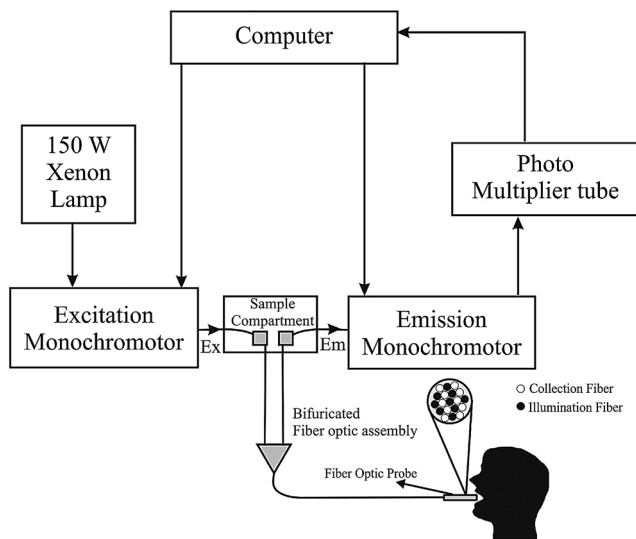 Computer
150 W
Xenon
Lamp
Photo
Multiplier tube
Excitation
Monochromotor
Ex
Sample
Compartment
Em
Emission
Monochromotor
Bifuricated
Fiber optic assembly
Collection Fiber
Illumination Fiber
Fiber Optic Probe